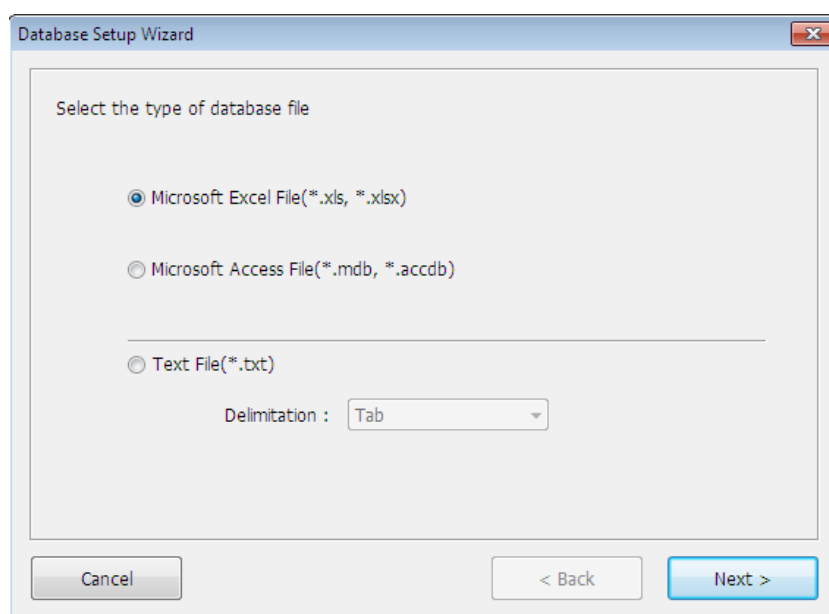 Database Setup Wizard
Select the type of database file
Microsoft Excel File(*.xls, *.xlsx)
Microsoft Access File(*.mdb, *.accdb)
Text File(*.txt)
Delimitation : Tab
Cancel < Back Next >